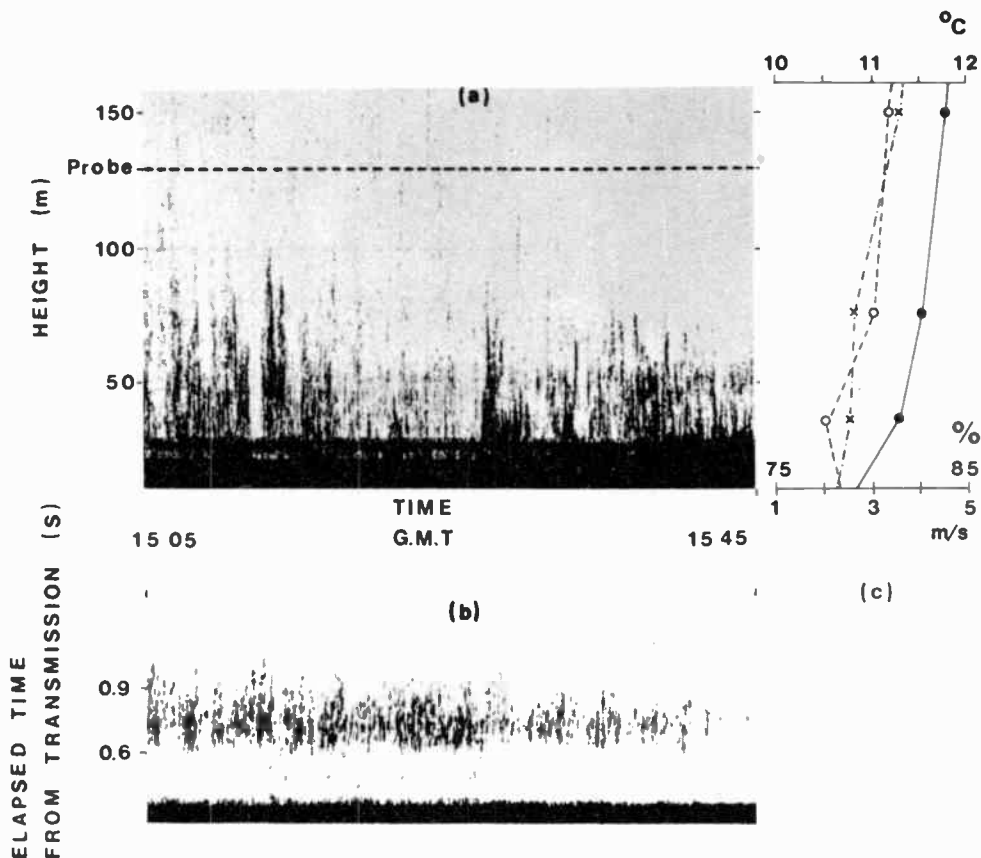 °C
10 11 12
(a)
150
Probe
100
50
HEIGHT (m)
%
75 85
1 3 5
m/s
TIME
G.M.T
15 05
15 45
(c)
(b)
0.9
0.6
ELAPSED TIME
FROM TRANSMISSION (S)